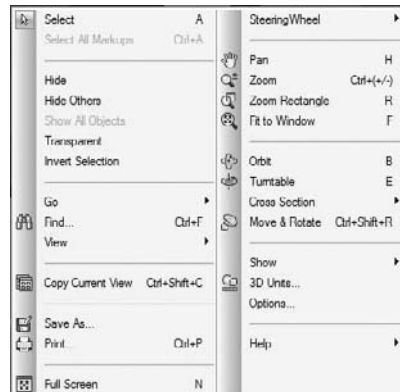 Select A
Select All Markups Ctrl+A
Hide
Hide Others
Show All Objects
Transparent
Invert Selection
Go
Find... Ctrl+F
View
Copy Current View Ctrl+Shift+C
Save As...
Print... Ctrl+P
Full Screen N
SteeringWheel
Pan H
Zoom Ctrl+(+/-)
Zoom Rectangle R
Fit to Window F
Orbit B
Turntable E
Cross Section
Move & Rotate Ctrl+Shift+R
Show
3D Units...
Options...
Help